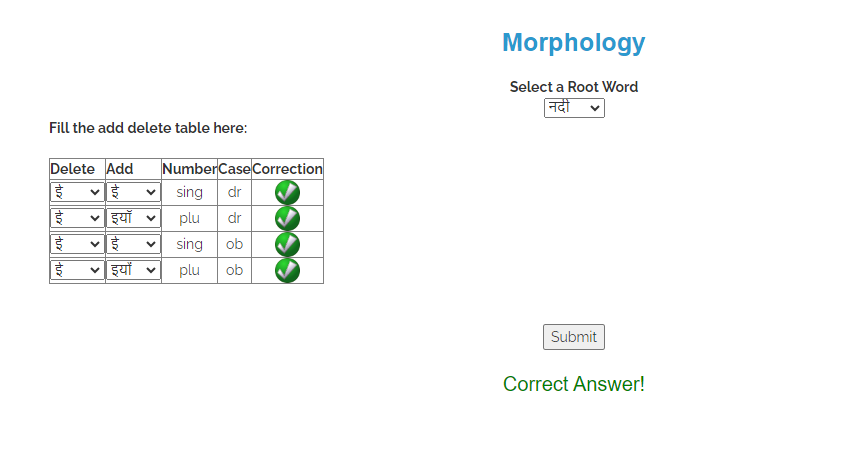 Morphology
Select a Root Word
नदी
Fill the add delete table here:
Delete Add Number Case Correction
ई ई sing dr
ई इयाँ plu dr
ई ई sing ob
ई इयों plu ob
Submit
Correct Answer!